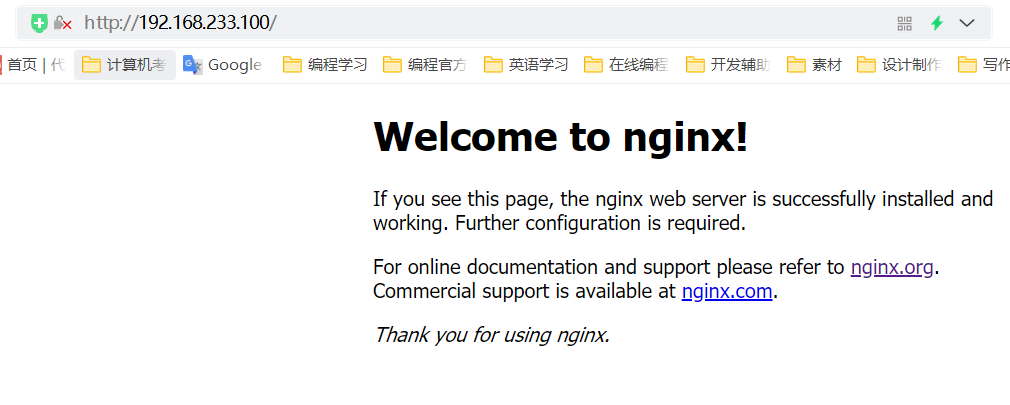 http://192.168.233.100/
首页 | 代 计算机考 Google 编程学习 编程官方 英语学习 在线编程 开发辅助 素材 设计制作 写作
Welcome to nginx!
If you see this page, the nginx web server is successfully installed and
working. Further configuration is required.
For online documentation and support please refer to nginx.org.
Commercial support is available at nginx.com.
Thank you for using nginx.